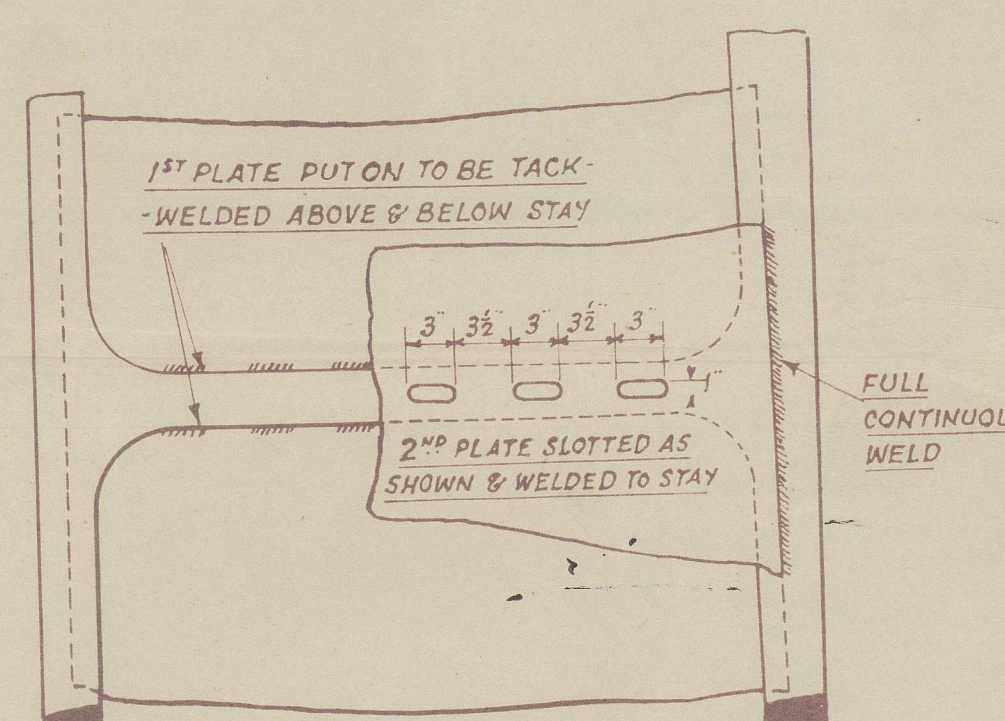 1ST PLATE PUT ON TO BE TACK-
-WELDED ABOVE & BELOW STAY
3" 3½" 3" 3½" 3"
1"
2ND PLATE SLOTTED AS
SHOWN & WELDED TO STAY
FULL
CONTINUOU
WELD